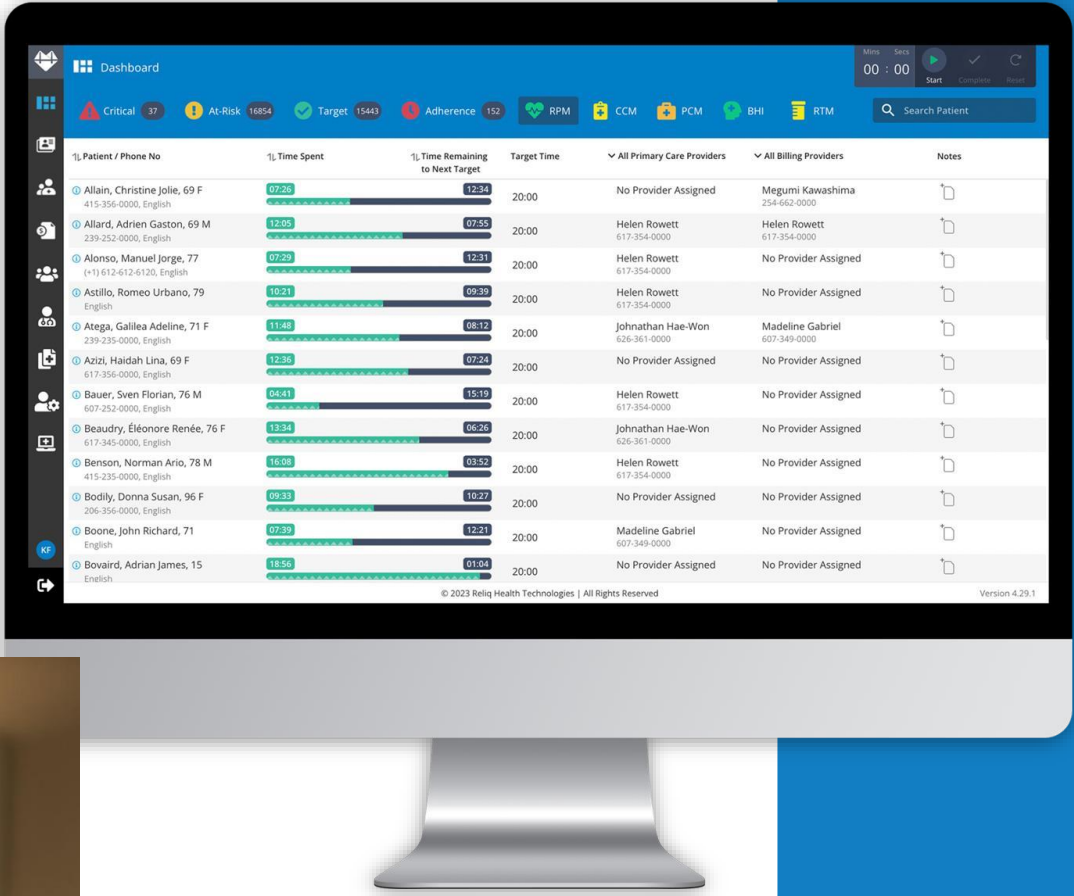 Dashboard
Mins Secs
00 : 00
Start Complete Reset
Critical 37 At-Risk 16854 Target 15443 Adherence 152 RPM CCM PCM BHI RTM Search Patient
Patient / Phone No Time Spent Time Remaining to Next Target Target Time All Primary Care Providers All Billing Providers Notes
Allain, Christine Jolie, 69 F 07:26 12:34 20:00 No Provider Assigned Megumi Kawashima
415-356-0000, English 254-662-0000
Allard, Adrien Gaston, 69 M 12:05 07:55 20:00 Helen Rowett Helen Rowett
239-252-0000, English 617-354-0000 617-354-0000
Alonso, Manuel Jorge, 77 07:29 12:31 20:00 Helen Rowett No Provider Assigned
(+1) 612-612-6120, English 617-354-0000
Astillo, Romeo Urbano, 79 10:21 09:39 20:00 Helen Rowett No Provider Assigned
English 617-354-0000
Atega, Galilea Adeline, 71 F 11:48 08:12 20:00 Johnathan Hae-Won Madeline Gabriel
239-235-0000, English 626-361-0000 607-349-0000
Azizi, Haidah Lina, 69 F 12:36 07:24 20:00 No Provider Assigned No Provider Assigned
617-356-0000, English
Bauer, Sven Florian, 76 M 04:41 15:19 20:00 Helen Rowett No Provider Assigned
607-252-0000, English 617-354-0000
Beaudry, Éléonore Renée, 76 F 13:34 06:26 20:00 Johnathan Hae-Won No Provider Assigned
617-345-0000, English 626-361-0000
Benson, Norman Ario, 78 M 16:08 03:52 20:00 Helen Rowett No Provider Assigned
415-235-0000, English 617-354-0000
Bodily, Donna Susan, 96 F 09:33 10:27 20:00 No Provider Assigned No Provider Assigned
206-356-0000, English
Boone, John Richard, 71 07:39 12:21 20:00 Madeline Gabriel No Provider Assigned
English 607-349-0000
Bovaird, Adrian James, 15 18:56 01:04 20:00 No Provider Assigned No Provider Assigned
English
KF
© 2023 Reliq Health Technologies | All Rights Reserved Version 4.29.1